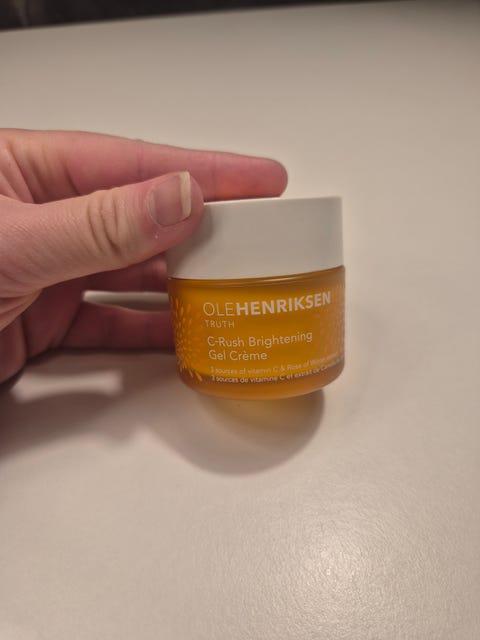 OLEHENRIKSEN
TRUTH
C-Rush Brightening
Gel Crème
3 sources of vitamin C & Rose of Winter
3 sources de vitamine C et extrait de